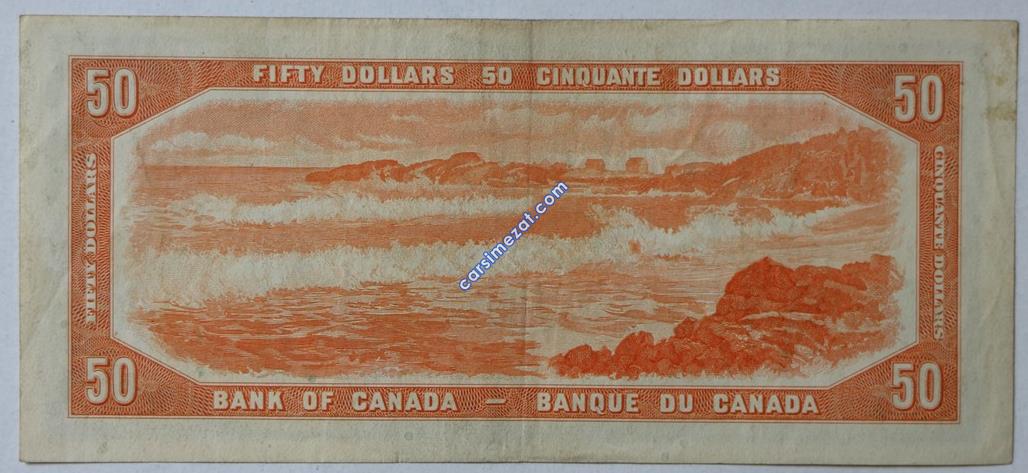 50 FIFTY DOLLARS 50 CINQUANTE DOLLARS 50
FIFTY DOLLARS
CINQUANTE DOLLARS
carsimezat.com
50 BANK OF CANADA — BANQUE DU CANADA 50